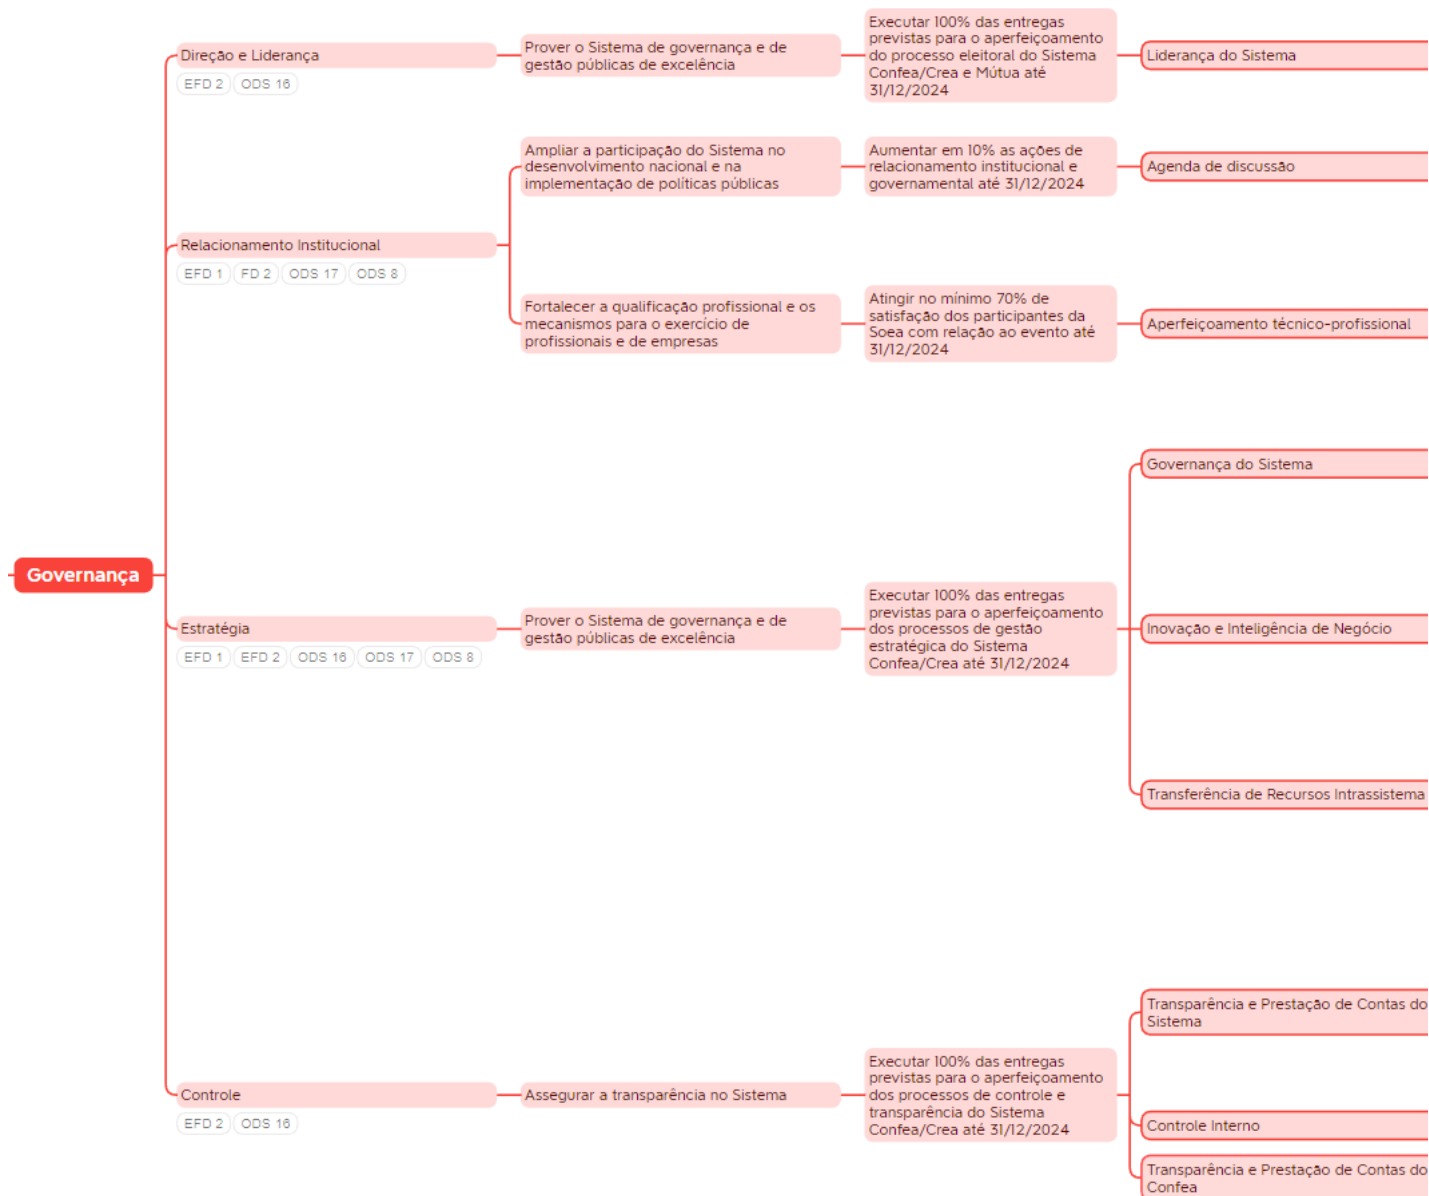 Governança
Direção e Liderança
EFD 2
ODS 16
Prover o Sistema de governança e de
gestão públicas de excelência
Executar 100% das entregas
previstas para o aperfeiçoamento
do processo eleitoral do Sistema
Confea/Crea e Mútua até
31/12/2024
Liderança do Sistema
Relacionamento Institucional
EFD 1
FD 2
ODS 17
ODS 8
Ampliar a participação do Sistema no
desenvolvimento nacional e na
implementação de políticas públicas
Aumentar em 10% as ações de
relacionamento institucional e
governamental até 31/12/2024
Agenda de discussão
Fortalecer a qualificação profissional e os
mecanismos para o exercício de
profissionais e de empresas
Atingir no mínimo 70% de
satisfação dos participantes da
Soea com relação ao evento até
31/12/2024
Aperfeiçoamento técnico-profissional
Estratégia
EFD 1
EFD 2
ODS 16
ODS 17
ODS 8
Prover o Sistema de governança e de
gestão públicas de excelência
Executar 100% das entregas
previstas para o aperfeiçoamento
dos processos de gestão
estratégica do Sistema
Confea/Crea até 31/12/2024
Governança do Sistema
Inovação e Inteligência de Negócio
Transferência de Recursos Intrassistema
Controle
EFD 2
ODS 16
Assegurar a transparência no Sistema
Executar 100% das entregas
previstas para o aperfeiçoamento
dos processos de controle e
transparência do Sistema
Confea/Crea até 31/12/2024
Transparência e Prestação de Contas do
Sistema
Controle Interno
Transparência e Prestação de Contas do
Confea